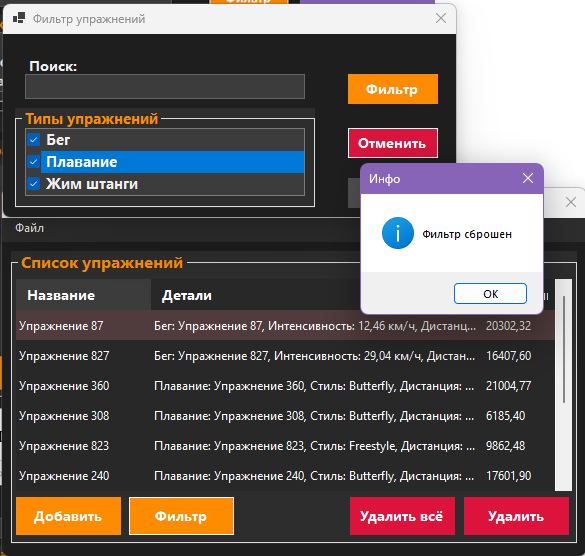 Фильтр
Фильтр упражнений
Поиск:
Фильтр
Типы упражнений
Бег
Плавание
Жим штанги
Отменить
Инфо
Фильтр сброшен
OK
Файл
Список упражнений
Название Детали
Упражнение 87 Бег: Упражнение 87, Интенсивность: 12,46 км/ч, Дистанц... 20302,32
Упражнение 827 Бег: Упражнение 827, Интенсивность: 29,04 км/ч, Дистан... 16407,60
Упражнение 360 Плавание: Упражнение 360, Стиль: Butterfly, Дистанция: ... 21004,77
Упражнение 308 Плавание: Упражнение 308, Стиль: Butterfly, Дистанция: ... 6185,40
Упражнение 823 Плавание: Упражнение 823, Стиль: Freestyle, Дистанция: ... 9862,48
Упражнение 240 Плавание: Упражнение 240, Стиль: Butterfly, Дистанция: ... 17601,90
Добавить Фильтр Удалить всё Удалить